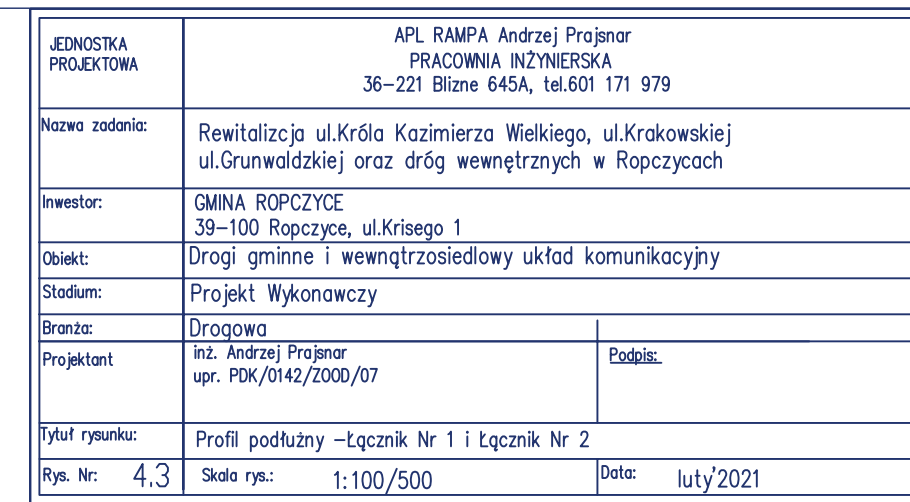 JEDNOSTKA
PROJEKTOWA
APL RAMPA Andrzej Prajsnar
PRACOWNIA INŻYNIERSKA
36-221 Blizne 645A, tel.601 171 979
Nazwa zadania:
Rewitalizcja ul.Króla Kazimierza Wielkiego, ul.Krakowskiej
ul.Grunwaldzkiej oraz dróg wewnętrznych w Ropczycach
Inwestor:
GMINA ROPCZYCE
39-100 Ropczyce, ul.Krisego 1
Obiekt:
Drogi gminne i wewnątrzosiedlowy układ komunikacyjny
Stadium:
Projekt Wykonawczy
Branża:
Drogowa
Projektant
inż. Andrzej Prajsnar
upr. PDK/0142/ZOOD/07
Podpis:
Tytuł rysunku:
Profil podłużny -Łącznik Nr 1 i Łącznik Nr 2
Rys. Nr: 4.3
Skala rys.: 1:100/500
Data: luty'2021